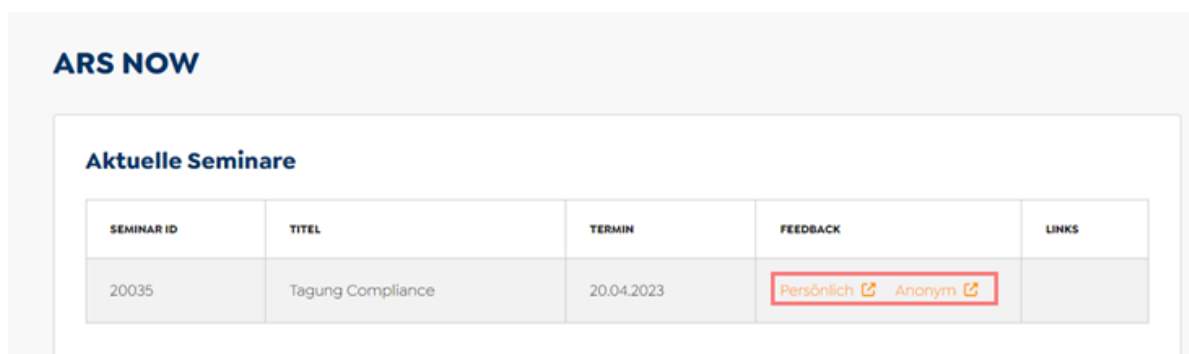 ARS NOW
Aktuelle Seminare
SEMINAR ID TITEL TERMIN FEEDBACK LINKS
20035 Tagung Compliance 20.04.2023 Persönlich Anonym